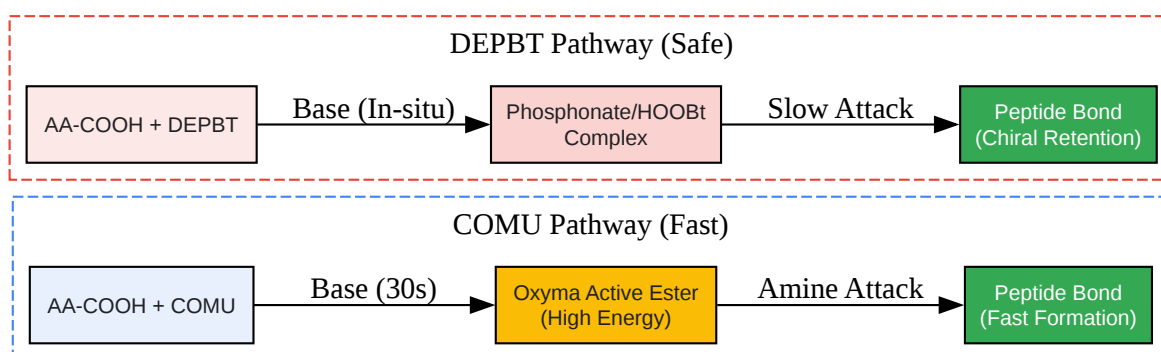 DEPBT Pathway (Safe)
AA-COOH + DEPBT
Base (In-situ)
Phosphonate/HOOBt
Complex
Slow Attack
Peptide Bond
(Chiral Retention)
COMU Pathway (Fast)
AA-COOH + COMU
Base (30s)
Oxyma Active Ester
(High Energy)
Amine Attack
Peptide Bond
(Fast Formation)